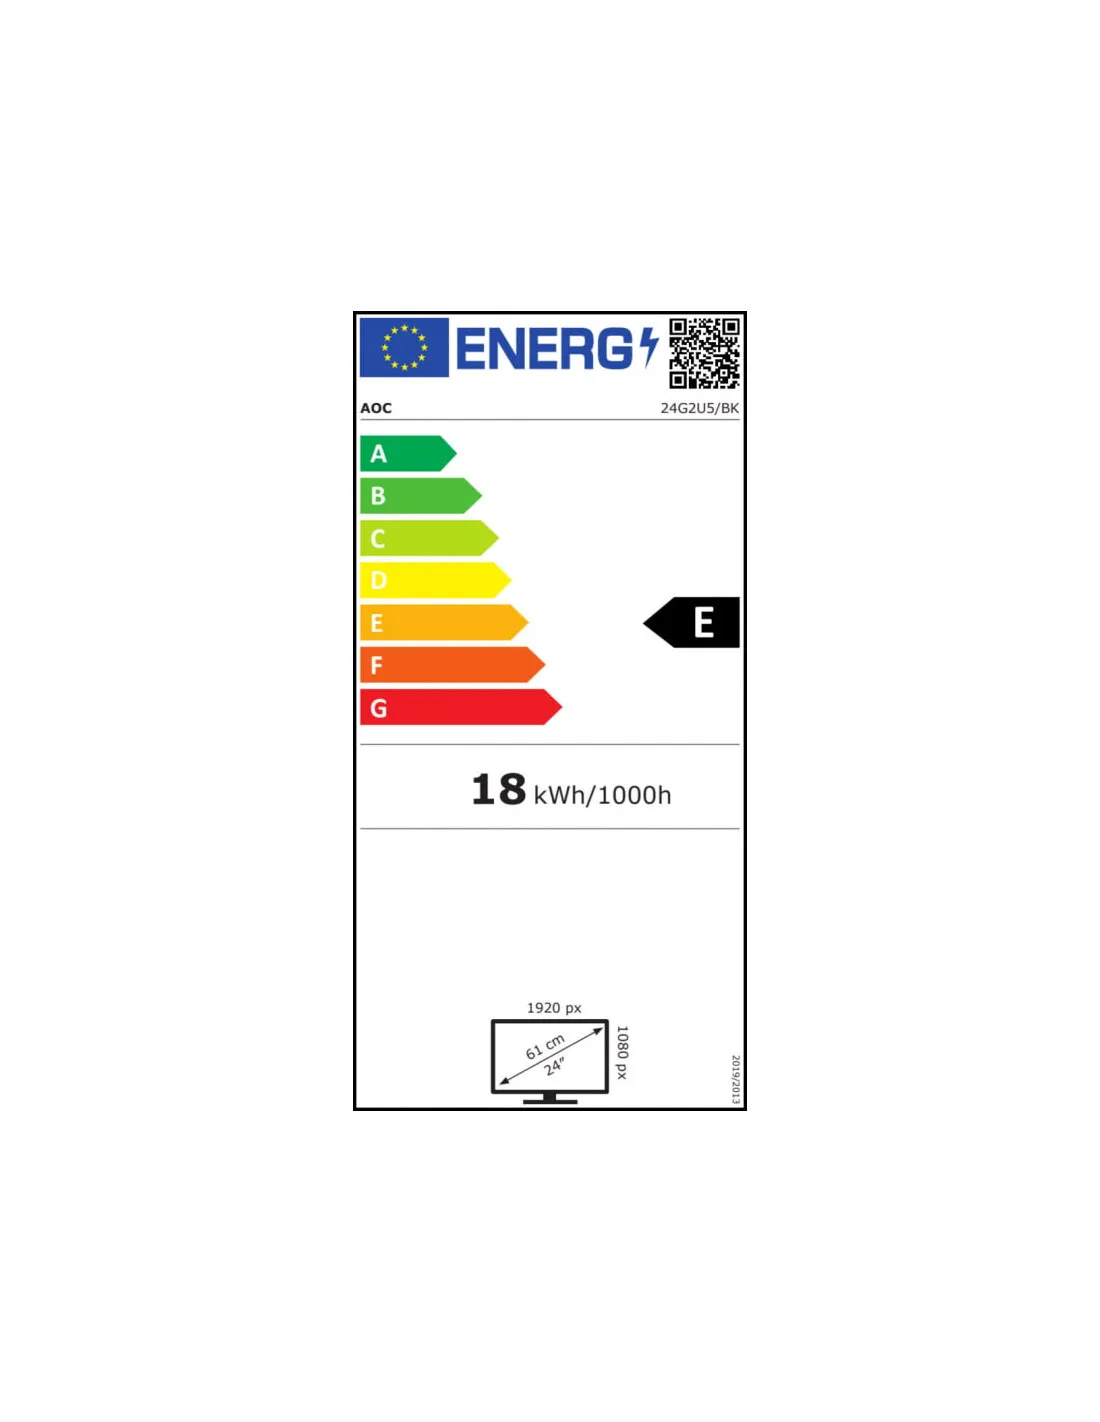 ENERG
AOC
24G2U5/BK
A
B
C
D
E
E
F
G
18 kWh/1000h
1920 px
61 cm
24"
1080 px
2019/2013